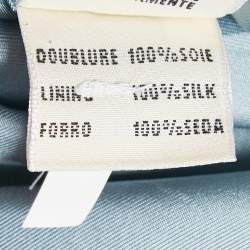 DOUBLURE 100%SOIE
LINING 100%SILK
FORRO 100%SEDA